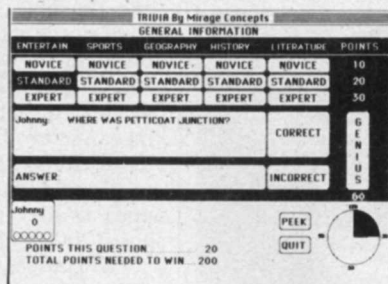 TRIVIA By Mirage Concepts
GENERAL INFORMATION
ENTERTAIN SPORTS GEOGRAPHY HISTORY LITERATURE POINTS
NOVICE NOVICE NOVICE NOVICE NOVICE 10
STANDARD STANDARD STANDARD STANDARD STANDARD 20
EXPERT EXPERT EXPERT EXPERT EXPERT 30
Johnny: WHERE WAS PETTICOAT JUNCTION? CORRECT
GENIUS
ANSWER: INCORRECT
60
Johnny
0
PEEK
QUIT
POINTS THIS QUESTION 20
TOTAL POINTS NEEDED TO WIN 200